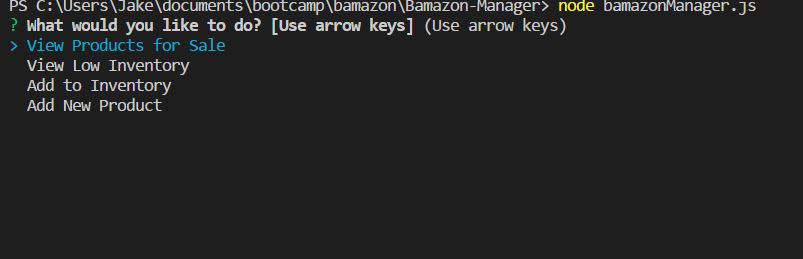 PS C:\Users\Jake\documents\bootcamp\bamazon\Bamazon-Manager> node bamazonManager.js
? What would you like to do? [Use arrow keys] (Use arrow keys)
> View Products for Sale
View Low Inventory
Add to Inventory
Add New Product